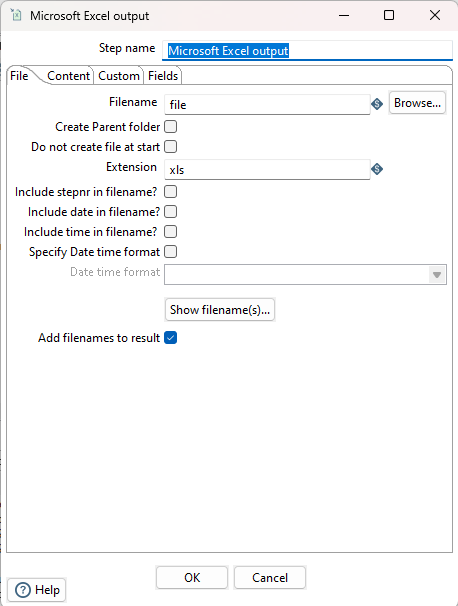 Microsoft Excel output
Step name Microsoft Excel output
File Content Custom Fields
Filename file S Browse...
Create Parent folder
Do not create file at start
Extension xls S
Include stepnr in filename?
Include date in filename?
Include time in filename?
Specify Date time format
Date time format
Show filename(s)...
Add filenames to result
OK Cancel
? Help